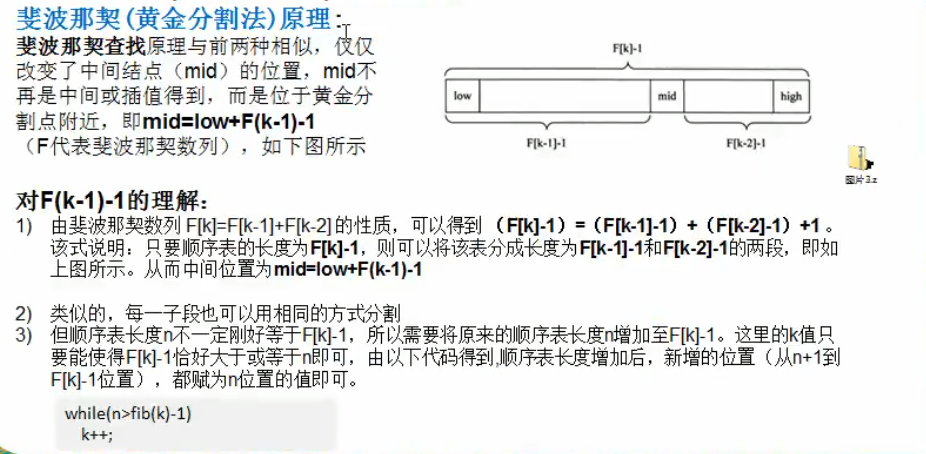 斐波那契(黄金分割法)原理:
斐波那契查找原理与前两种相似，仅仅
改变了中间结点（mid）的位置，mid不
再是中间或插值得到，而是位于黄金分
割点附近，即mid=low+F(k-1)-1
（F代表斐波那契数列），如下图所示
F[k]-1
low mid high
F[k-1]-1 F[k-2]-1
图片3.z
对F(k-1)-1的理解：
1) 由斐波那契数列 F[k]=F[k-1]+F[k-2] 的性质，可以得到 （F[k]-1）=（F[k-1]-1）+（F[k-2]-1）+1 。
该式说明：只要顺序表的长度为F[k]-1，则可以将该表分成长度为F[k-1]-1和F[k-2]-1的两段，即如
上图所示。从而中间位置为mid=low+F(k-1)-1
2) 类似的，每一子段也可以用相同的方式分割
3) 但顺序表长度n不一定刚好等于F[k]-1，所以需要将原来的顺序表长度n增加至F[k]-1。这里的k值只
要能使得F[k]-1恰好大于或等于n即可，由以下代码得到,顺序表长度增加后，新增的位置（从n+1到
F[k]-1位置），都赋为n位置的值即可。
while(n>fib(k)-1)
k++;